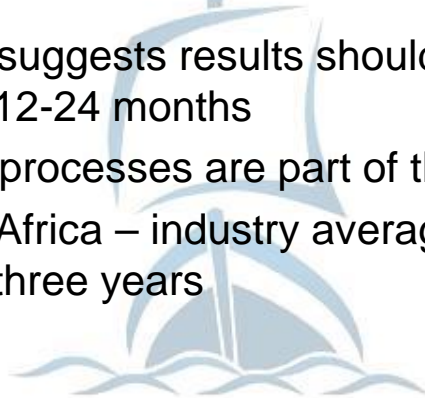 suggests results should
12-24 months
processes are part of th
Africa – industry averag
three years